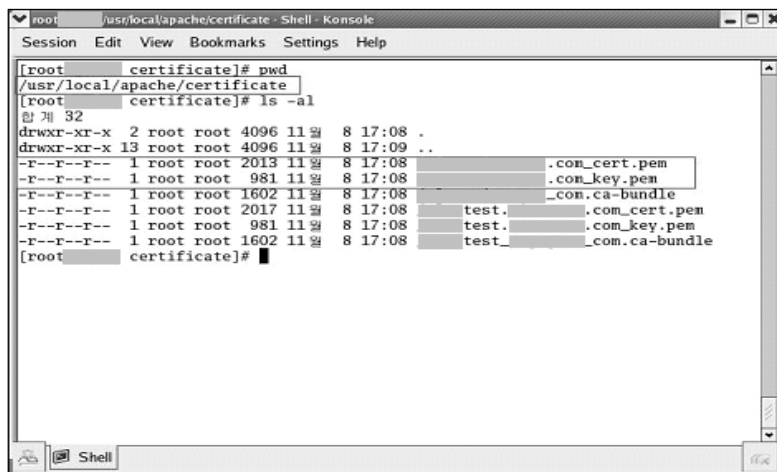 root /usr/local/apache/certificate - Shell - Konsole
Session Edit View Bookmarks Settings Help
[root certificate]# pwd
/usr/local/apache/certificate
[root certificate]# ls -al
합계 32
drwxr-xr-x 2 root root 4096 11월 8 17:08 .
drwxr-xr-x 13 root root 4096 11월 8 17:09 ..
-r--r--r-- 1 root root 2013 11월 8 17:08 .com_cert.pem
-r--r--r-- 1 root root 981 11월 8 17:08 .com_key.pem
-r--r--r-- 1 root root 1602 11월 8 17:08 _com.ca-bundle
-r--r--r-- 1 root root 2017 11월 8 17:08 test. .com_cert.pem
-r--r--r-- 1 root root 981 11월 8 17:08 test. .com_key.pem
-r--r--r-- 1 root root 1602 11월 8 17:08 test_ _com.ca-bundle
[root certificate]#
Shell